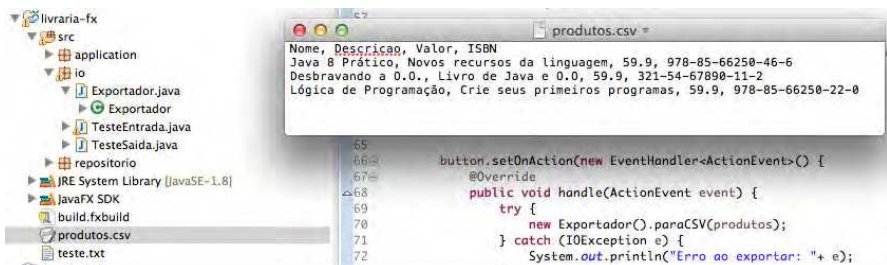 livraria-fx
src
application
io
Exportador.java
Exportador
TesteEntrada.java
TesteSaida.java
repositorio
JRE System Library [JavaSE-1.8]
JavaFX SDK
build.fxbuild
produtos.csv
teste.txt
57
produtos.csv
Nome, Descricao, Valor, ISBN
Java 8 Prático, Novos recursos da linguagem, 59.9, 978-85-66250-46-6
Desbravando a O.O., Livro de Java e O.O, 59.9, 321-54-67890-11-2
Lógica de Programação, Crie seus primeiros programas, 59.9, 978-85-66250-22-0
65
66 button.setOnAction(new EventHandler<ActionEvent>() {
67 @Override
68 public void handle(ActionEvent event) {
69 try {
70 new Exportador().paraCSV(produtos);
71 } catch (IOException e) {
72 System.out.println("Erro ao exportar: "+ e);